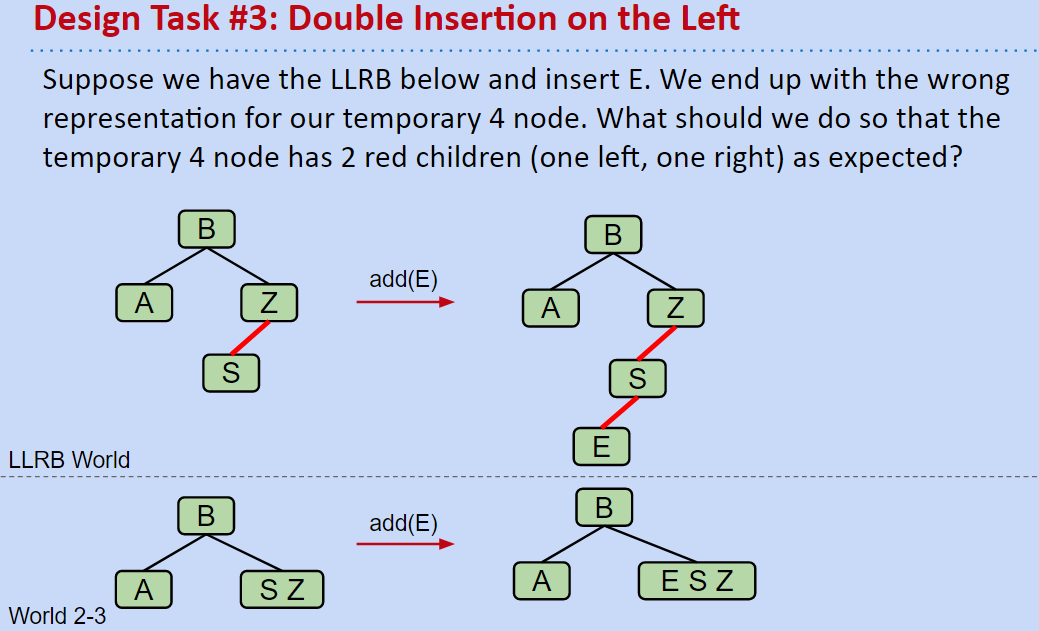 Design Task #3: Double Insertion on the Left
Suppose we have the LLRB below and insert E. We end up with the wrong
representation for our temporary 4 node. What should we do so that the
temporary 4 node has 2 red children (one left, one right) as expected?
B
A
Z
S
add(E)
B
A
Z
S
E
LLRB World
B
A
S Z
add(E)
B
A
E S Z
World 2-3